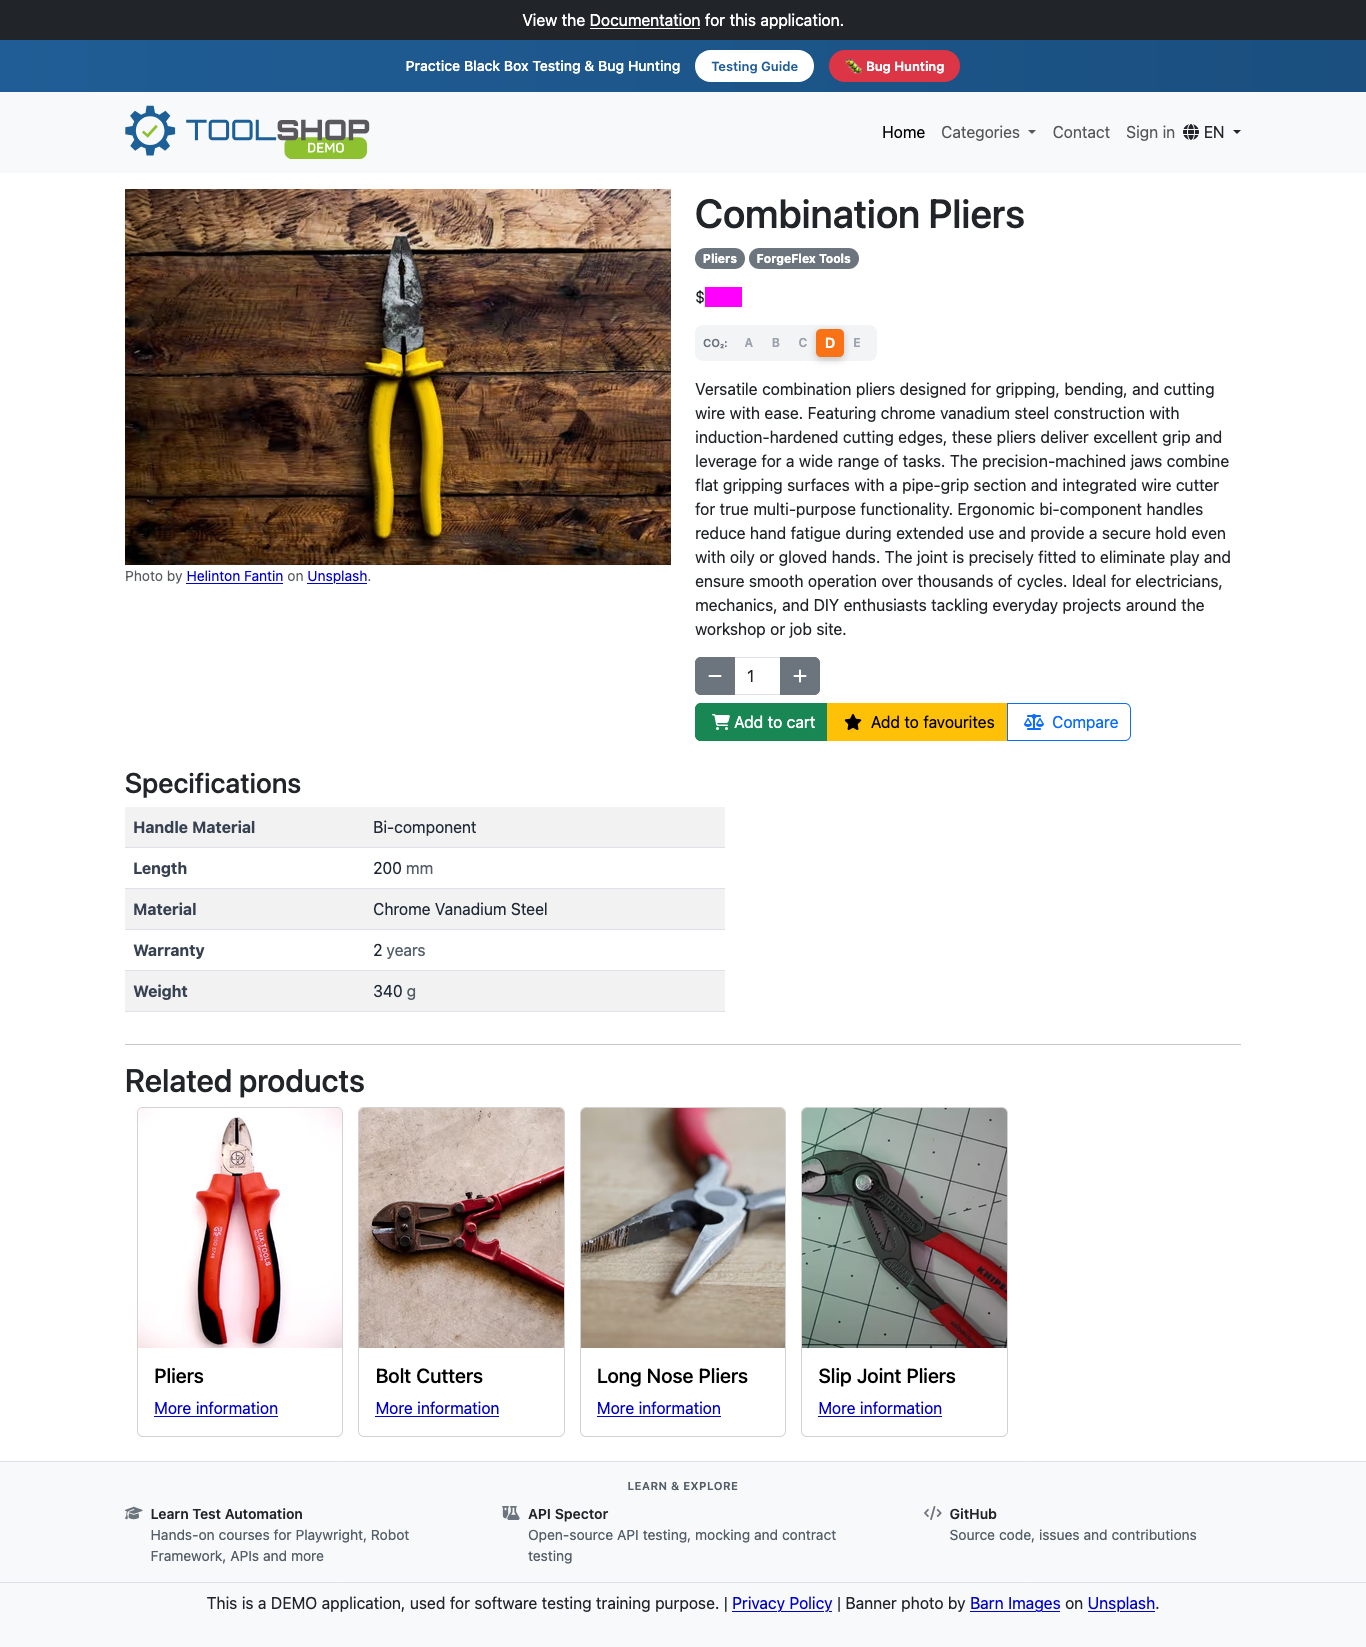 View the Documentation for this application.
Practice Black Box Testing & Bug Hunting Testing Guide Bug Hunting
TOOLSHOP
DEMO
Home Categories Contact Sign in EN
Combination Pliers
Pliers ForgeFlex Tools
$
CO₂: A B C D E
Versatile combination pliers designed for gripping, bending, and cutting
wire with ease. Featuring chrome vanadium steel construction with
induction-hardened cutting edges, these pliers deliver excellent grip and
leverage for a wide range of tasks. The precision-machined jaws combine
flat gripping surfaces with a pipe-grip section and integrated wire cutter
for true multi-purpose functionality. Ergonomic bi-component handles
reduce hand fatigue during extended use and provide a secure hold even
with oily or gloved hands. The joint is precisely fitted to eliminate play and
ensure smooth operation over thousands of cycles. Ideal for electricians,
mechanics, and DIY enthusiasts tackling everyday projects around the
workshop or job site.
Photo by Helinton Fantin on Unsplash.
1
Add to cart Add to favourites Compare
Specifications
Handle Material Bi-component
Length 200 mm
Material Chrome Vanadium Steel
Warranty 2 years
Weight 340 g
Related products
LUX-TOOLS
KNIPEX
Pliers
More information
Bolt Cutters
More information
Long Nose Pliers
More information
Slip Joint Pliers
More information
LEARN & EXPLORE
Learn Test Automation
Hands-on courses for Playwright, Robot
Framework, APIs and more
API Spector
Open-source API testing, mocking and contract
testing
GitHub
Source code, issues and contributions
This is a DEMO application, used for software testing training purpose. | Privacy Policy | Banner photo by Barn Images on Unsplash.